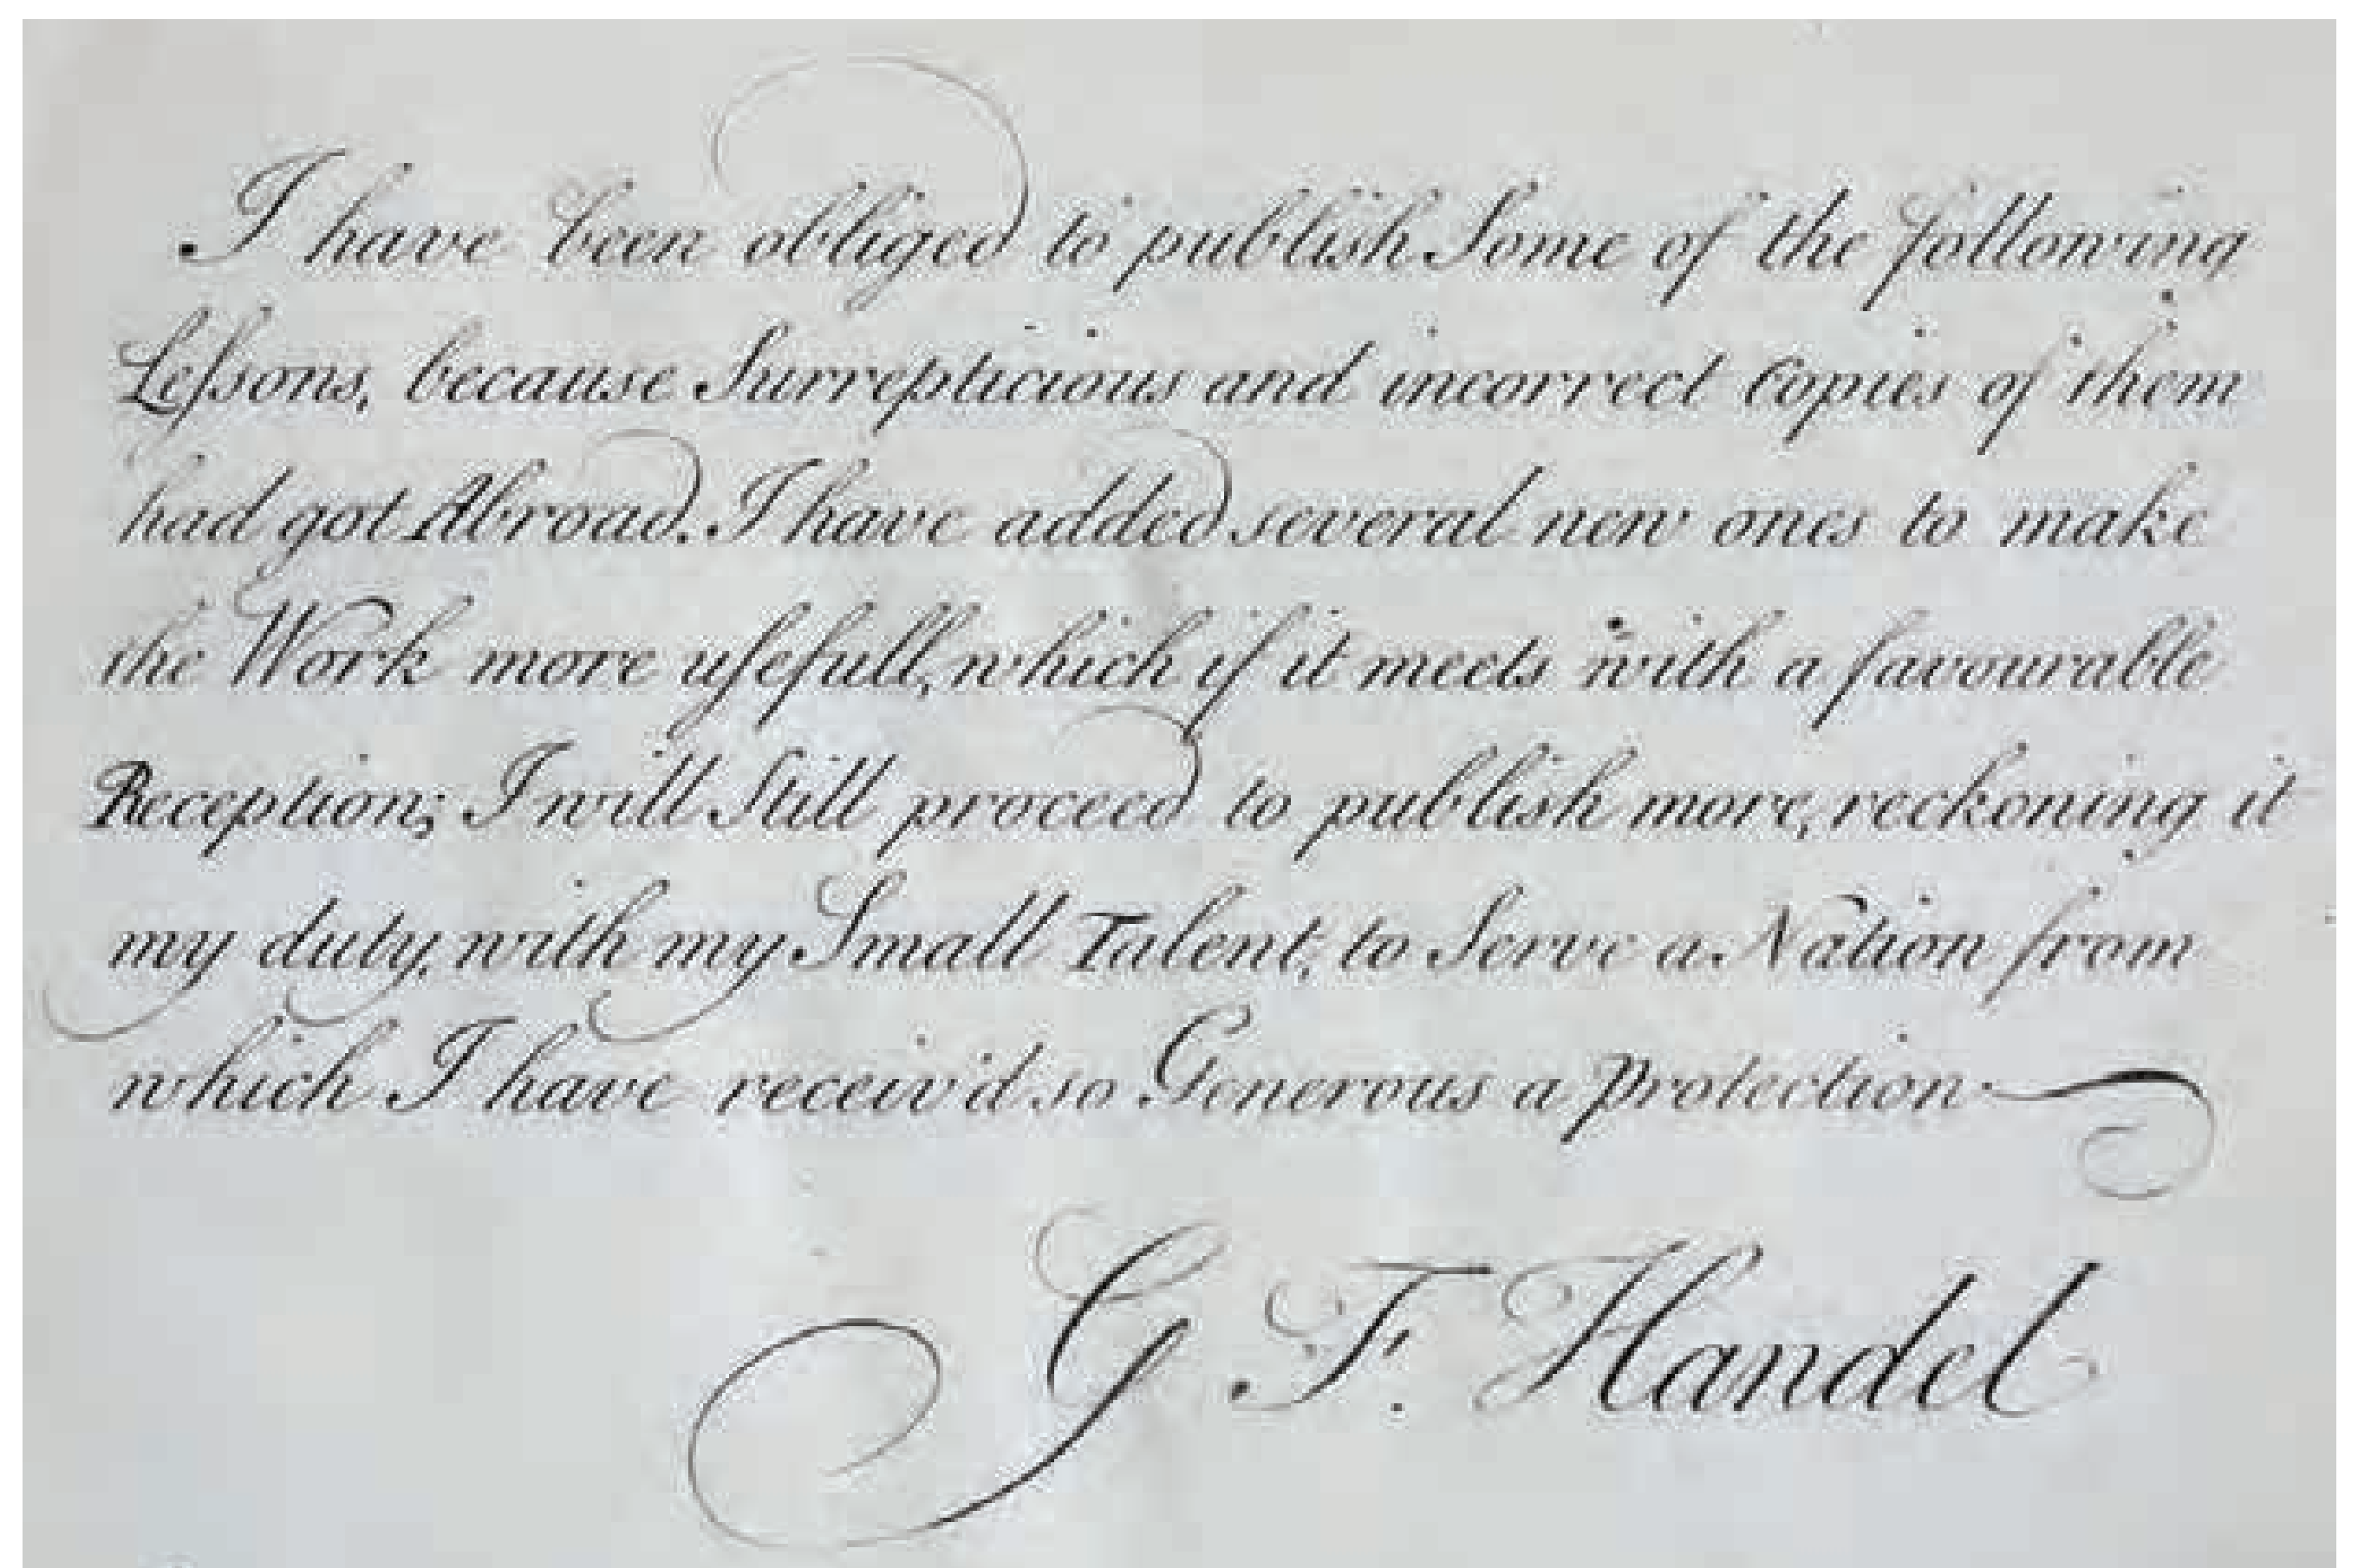 I have been obliged to publish Some of the following
Leſsons, because Surrepticious and incorrect Copies of them
had got Abroad. I have added several new ones to make
the Work more uſefull, which if it meets with a favourable
Reception; I will Still proceed to publish more, reckoning it
my duty, with my Small Talent, to Serve a Nation from
which I have receiv'd so Generous a Protection
G. F. Handel